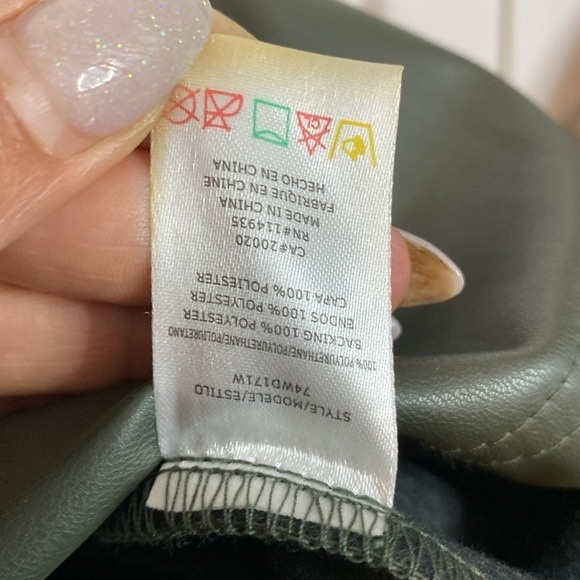 STYLE/MODELE/ESTILO
74WD171W
100% POLYURETHANE/POLYURETHANE/POLIURETANO
BACKING 100% POLYESTER
ENDOS 100% POLYESTER
CAPA 100% POLIESTER
CA#20020
RN#114935
MADE IN CHINA
FABRIQUE EN CHINE
HECHO EN CHINA
CL